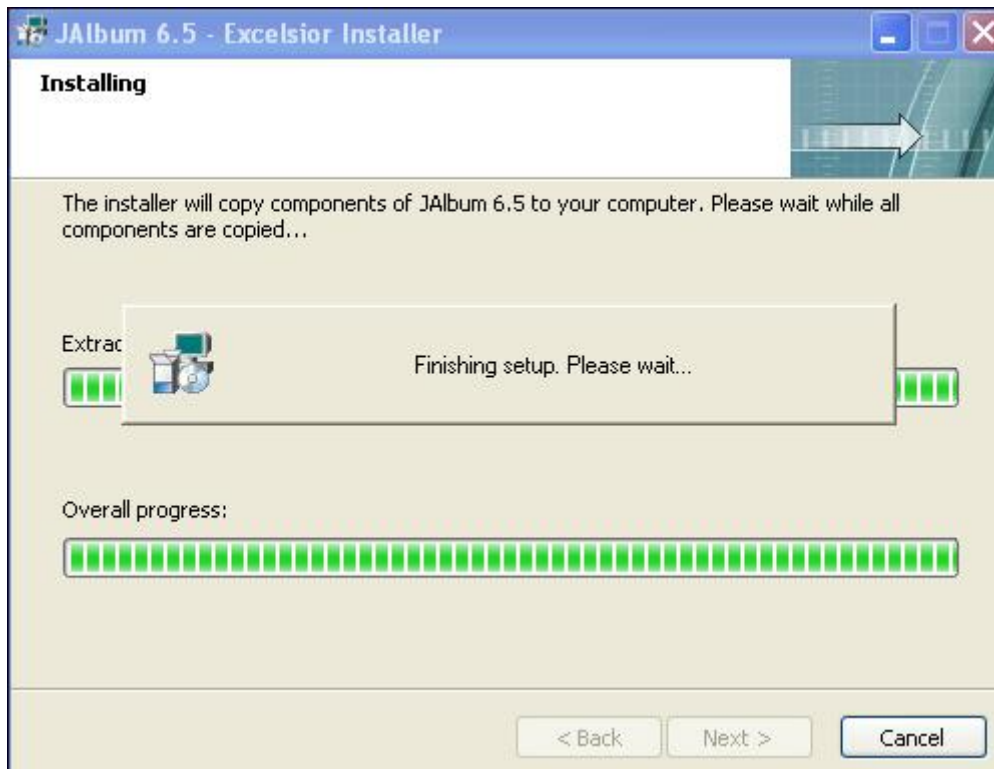 JAlbum 6.5 - Excelsior Installer
Installing
The installer will copy components of JAlbum 6.5 to your computer. Please wait while all
components are copied...
Extrac
Finishing setup. Please wait...
Overall progress:
< Back
Next >
Cancel